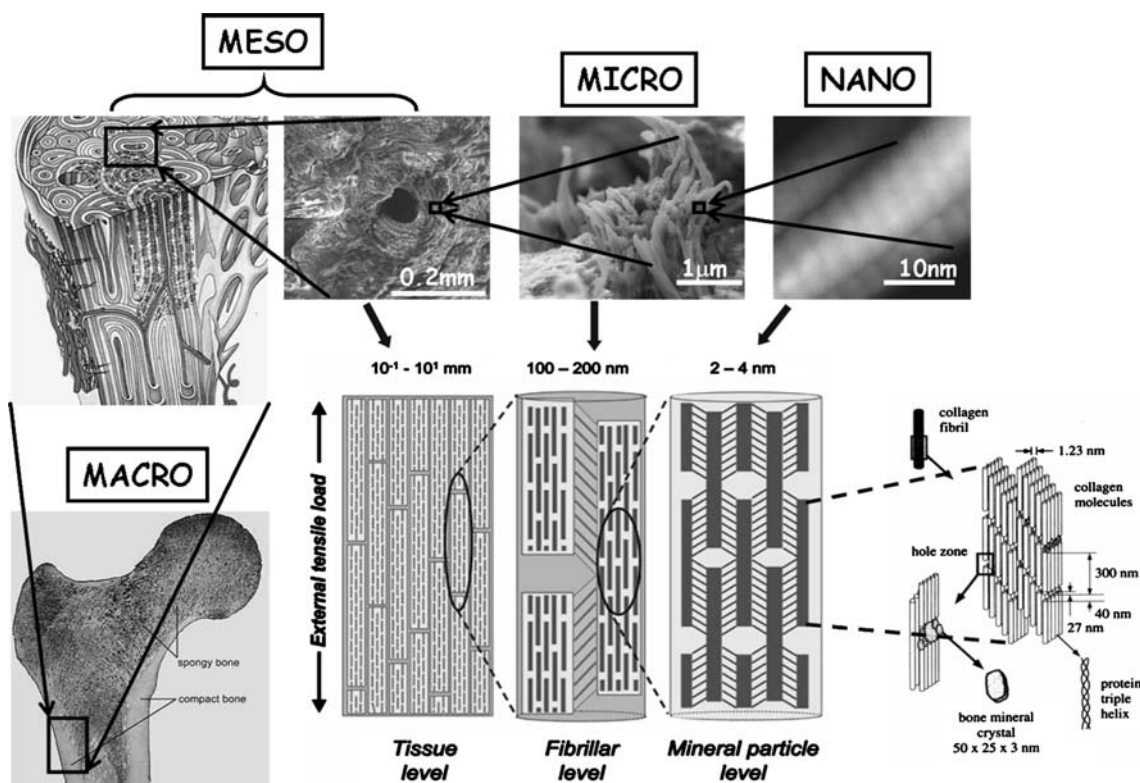 MESO
MICRO
NANO
0.2mm
1µm
10nm
10⁻¹ - 10¹ mm
100 – 200 nm
2 – 4 nm
External tensile load
MACRO
spongy bone
compact bone
collagen
fibril
1.23 nm
collagen
molecules
hole zone
300 nm
40 nm
27 nm
bone mineral
crystal
50 x 25 x 3 nm
protein
triple
helix
Tissue
level
Fibrillar
level
Mineral particle
level